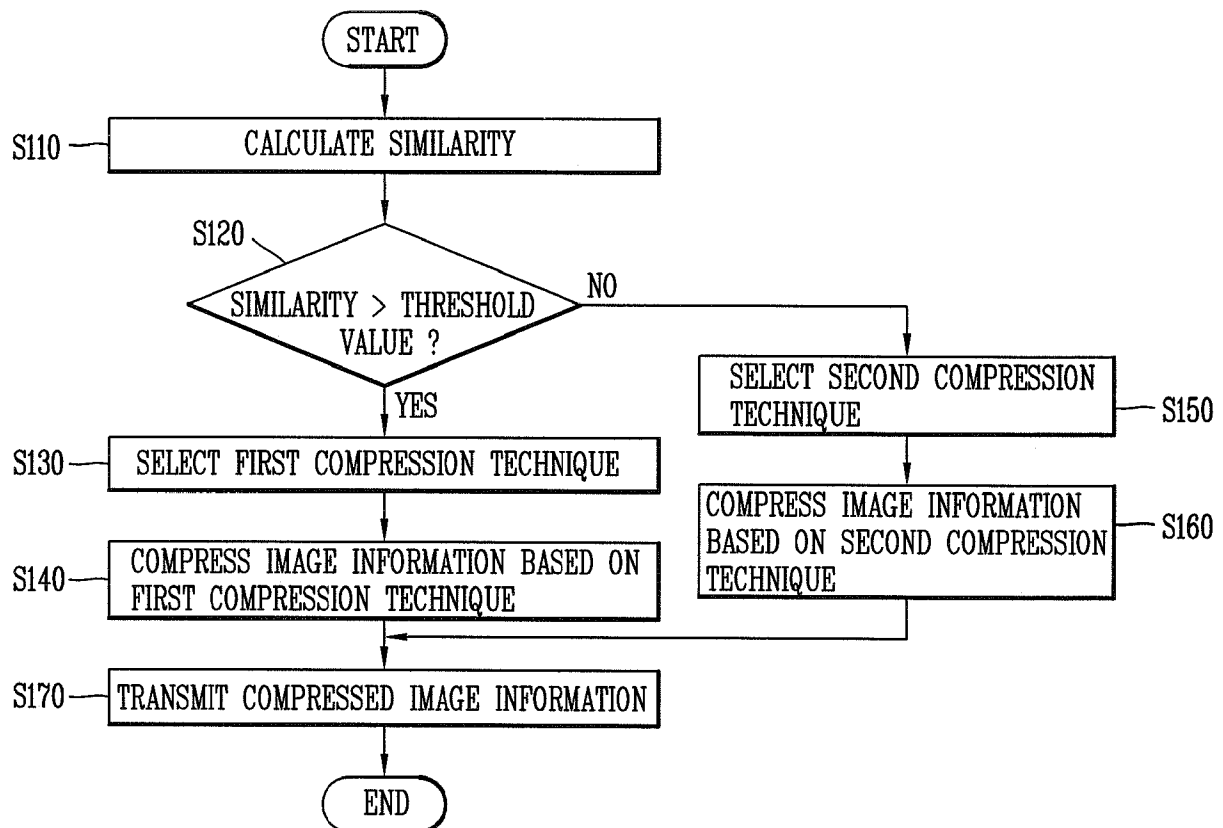 START
S110
CALCULATE SIMILARITY
S120
SIMILARITY > THRESHOLD
VALUE ?
NO
YES
SELECT SECOND COMPRESSION
TECHNIQUE
S150
S130
SELECT FIRST COMPRESSION TECHNIQUE
COMPRESS IMAGE INFORMATION
BASED ON SECOND COMPRESSION
TECHNIQUE
S160
S140
COMPRESS IMAGE INFORMATION BASED ON
FIRST COMPRESSION TECHNIQUE
S170
TRANSMIT COMPRESSED IMAGE INFORMATION
END